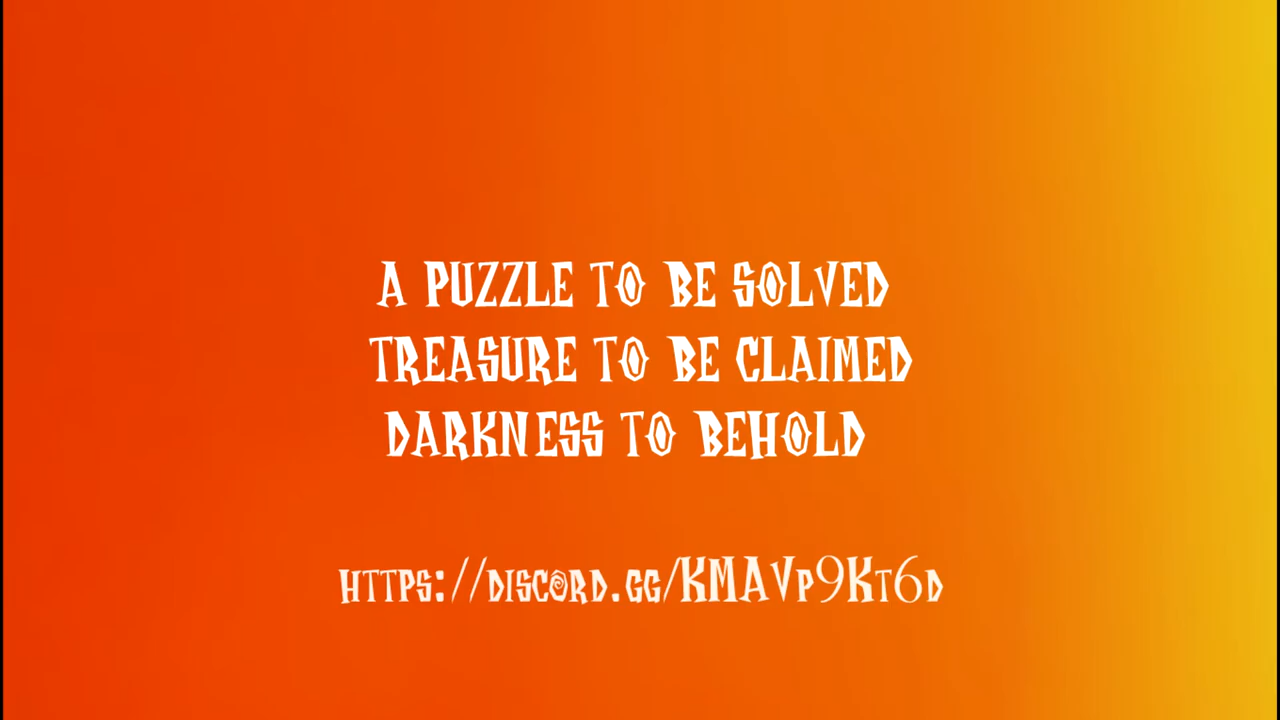 A PUZZLE TO BE SOLVED
TREASURE TO BE CLAIMED
DARKNESS TO BEHOLD
https://discord.gg/KMAVp9Kt6d